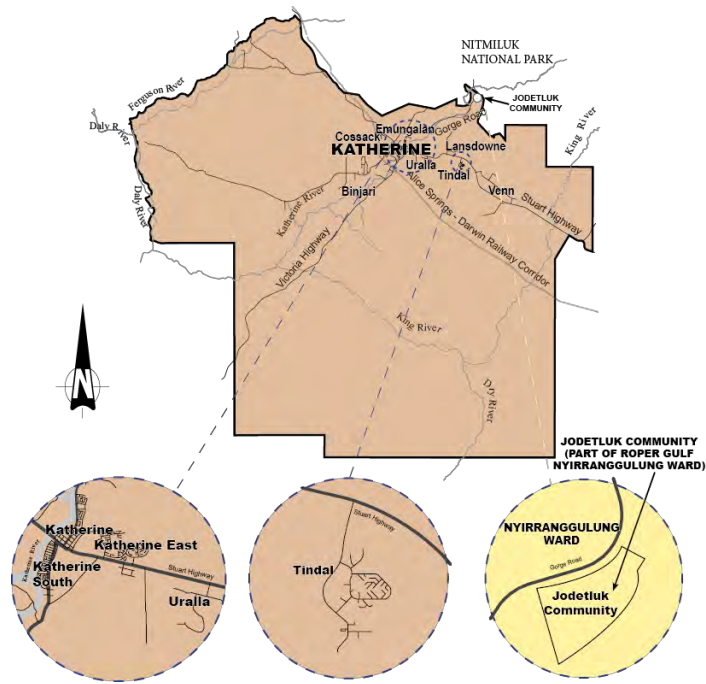 NITMILUK
NATIONAL PARK
JODETLUK
COMMUNITY
Ferguson River
Daly River
Daly River
Gorge Road
King River
Emungalan
Cossack
KATHERINE
Lansdowne
Uralla
Tindal
Binjari
Venn
Stuart Highway
Katherine River
Victoria Highway
Alice Springs - Darwin Railway Corridor
King River
Dry River
N
JODETLUK COMMUNITY
(PART OF ROPER GULF
NYIRRANGGULUNG WARD)
Katherine River
Katherine
Katherine East
Katherine
South
Stuart Highway
Uralla
Stuart Highway
Tindal
NYIRRANGGULUNG
WARD
Gorge Road
Jodetluk
Community